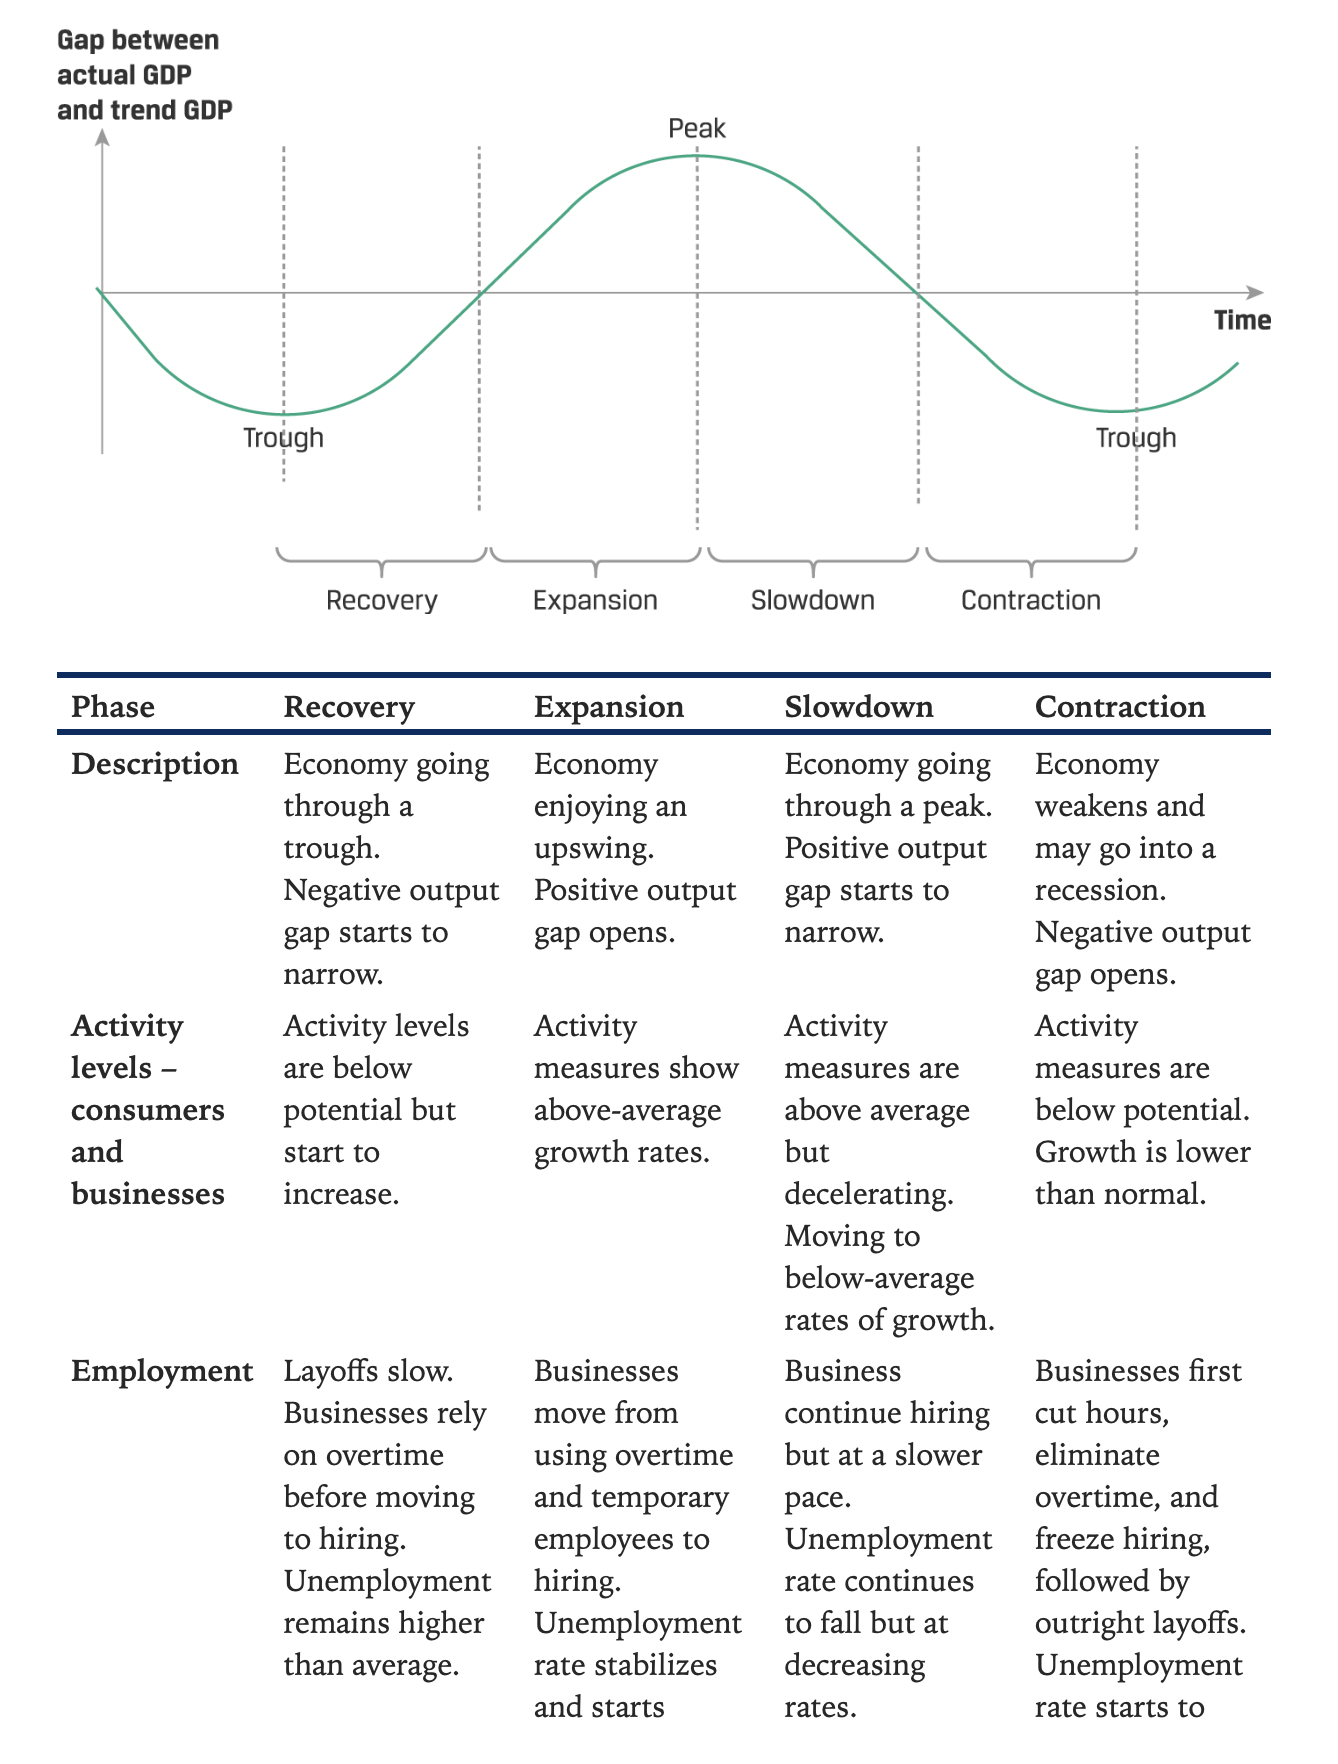 Gap between
actual GDP
and trend GDP
Peak
Time
Trough
Trough
Recovery
Expansion
Slowdown
Contraction
Phase
Recovery
Expansion
Slowdown
Contraction
Description
Economy going
through a
trough.
Negative output
gap starts to
narrow.
Economy
enjoying an
upswing.
Positive output
gap opens.
Economy going
through a peak.
Positive output
gap starts to
narrow.
Economy
weakens and
may go into a
recession.
Negative output
gap opens.
Activity
levels –
consumers
and
businesses
Activity levels
are below
potential but
start to
increase.
Activity
measures show
above-average
growth rates.
Activity
measures are
above average
but
decelerating.
Moving to
below-average
rates of growth.
Activity
measures are
below potential.
Growth is lower
than normal.
Employment
Layoffs slow.
Businesses rely
on overtime
before moving
to hiring.
Unemployment
remains higher
than average.
Businesses
move from
using overtime
and temporary
employees to
hiring.
Unemployment
rate stabilizes
and starts
Business
continue hiring
but at a slower
pace.
Unemployment
rate continues
to fall but at
decreasing
rates.
Businesses first
cut hours,
eliminate
overtime, and
freeze hiring,
followed by
outright layoffs.
Unemployment
rate starts to